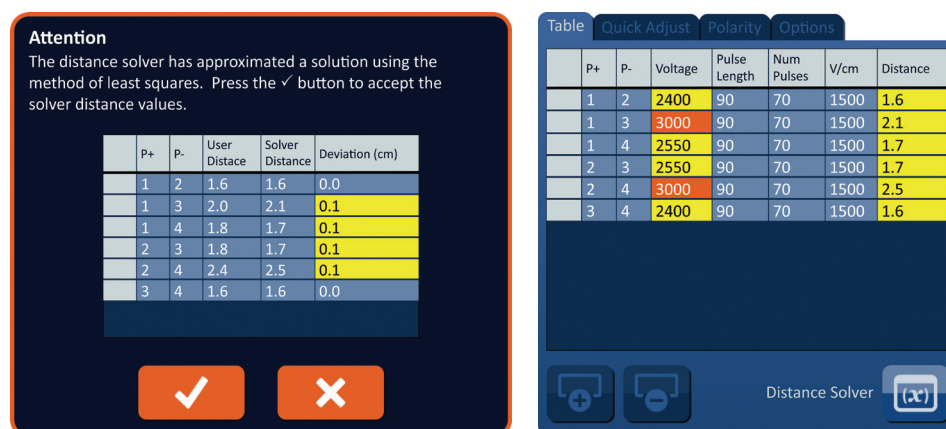 Attention
The distance solver has approximated a solution using the
method of least squares. Press the ✓ button to accept the
solver distance values.
P+ P- User Distace Solver Distance Deviation (cm)
1 2 1.6 1.6 0.0
1 3 2.0 2.1 0.1
1 4 1.8 1.7 0.1
2 3 1.8 1.7 0.1
2 4 2.4 2.5 0.1
3 4 1.6 1.6 0.0
Table Quick Adjust Polarity Options
P+ P- Voltage Pulse Length Num Pulses V/cm Distance
1 2 2400 90 70 1500 1.6
1 3 3000 90 70 1500 2.1
1 4 2550 90 70 1500 1.7
2 3 2550 90 70 1500 1.7
2 4 3000 90 70 1500 2.5
3 4 2400 90 70 1500 1.6
Distance Solver (x)